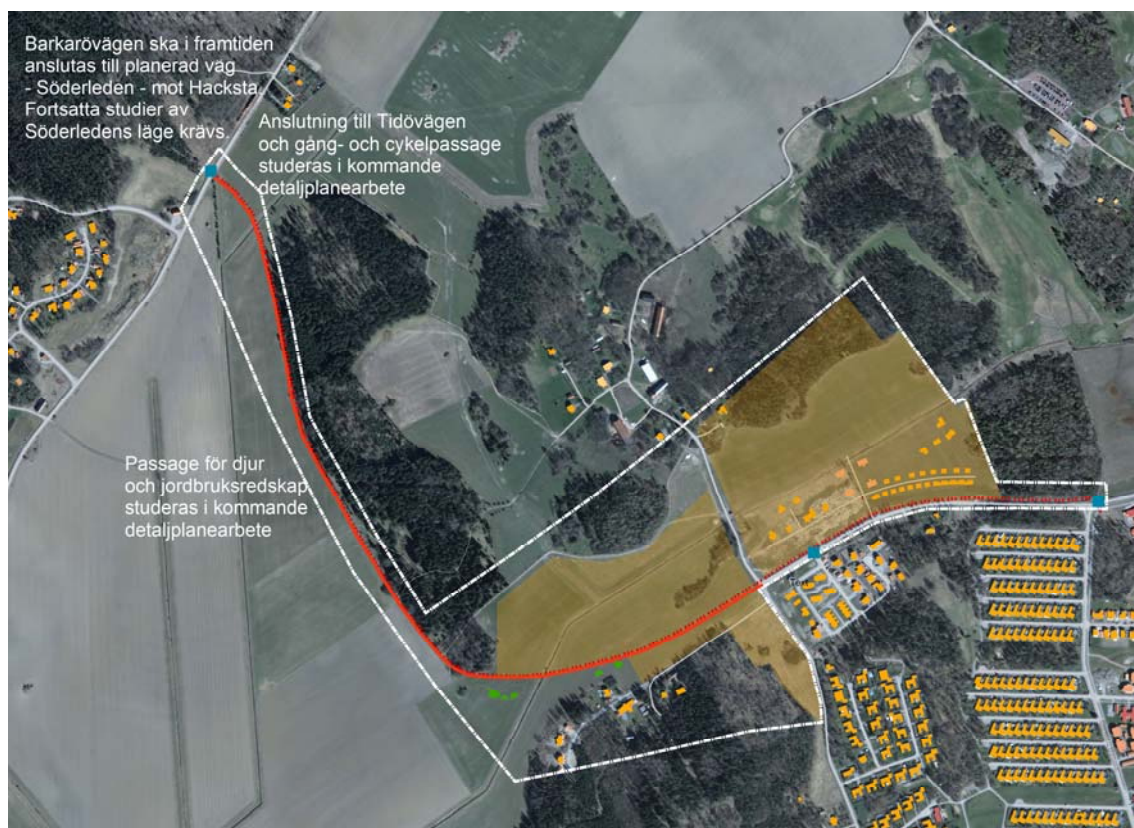 Barkarövägen ska i framtiden
anslutas till planerad väg
- Söderleden - mot Hacksta.
Fortsatta studier av
Söderledens läge krävs.
Anslutning till Tidövägen
och gång- och cykelpassage
studeras i kommande
detaljplanearbete
Passage för djur
och jordbruksredskap
studeras i kommande
detaljplanearbete